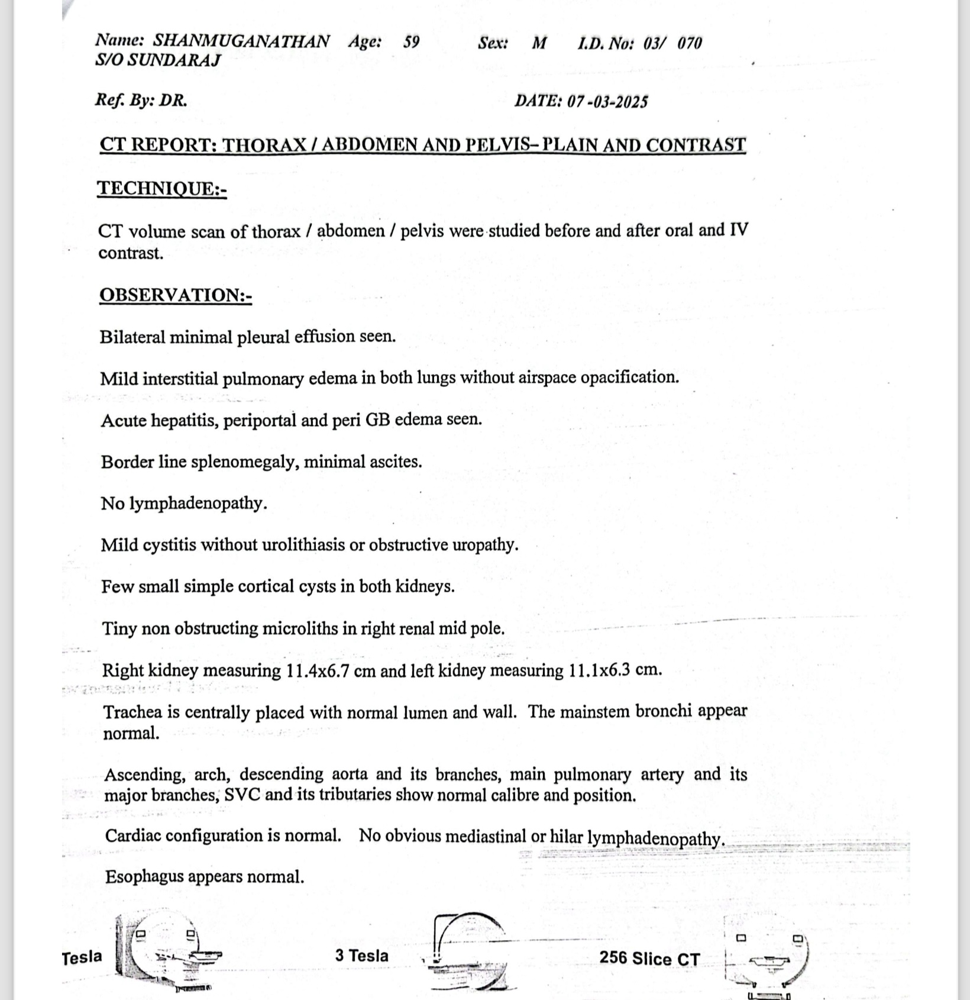 Name: SHANMUGANATHAN Age: 59 Sex: M I.D. No: 03/ 070
S/O SUNDARAJ
Ref. By: DR. DATE: 07-03-2025
CT REPORT: THORAX / ABDOMEN AND PELVIS– PLAIN AND CONTRAST
TECHNIQUE:-
CT volume scan of thorax / abdomen / pelvis were studied before and after oral and IV
contrast.
OBSERVATION:-
Bilateral minimal pleural effusion seen.
Mild interstitial pulmonary edema in both lungs without airspace opacification.
Acute hepatitis, periportal and peri GB edema seen.
Border line splenomegaly, minimal ascites.
No lymphadenopathy.
Mild cystitis without urolithiasis or obstructive uropathy.
Few small simple cortical cysts in both kidneys.
Tiny non obstructing microliths in right renal mid pole.
Right kidney measuring 11.4x6.7 cm and left kidney measuring 11.1x6.3 cm.
Trachea is centrally placed with normal lumen and wall. The mainstem bronchi appear
normal.
Ascending, arch, descending aorta and its branches, main pulmonary artery and its
major branches, SVC and its tributaries show normal calibre and position.
Cardiac configuration is normal. No obvious mediastinal or hilar lymphadenopathy.
Esophagus appears normal.
Tesla 3 Tesla 256 Slice CT